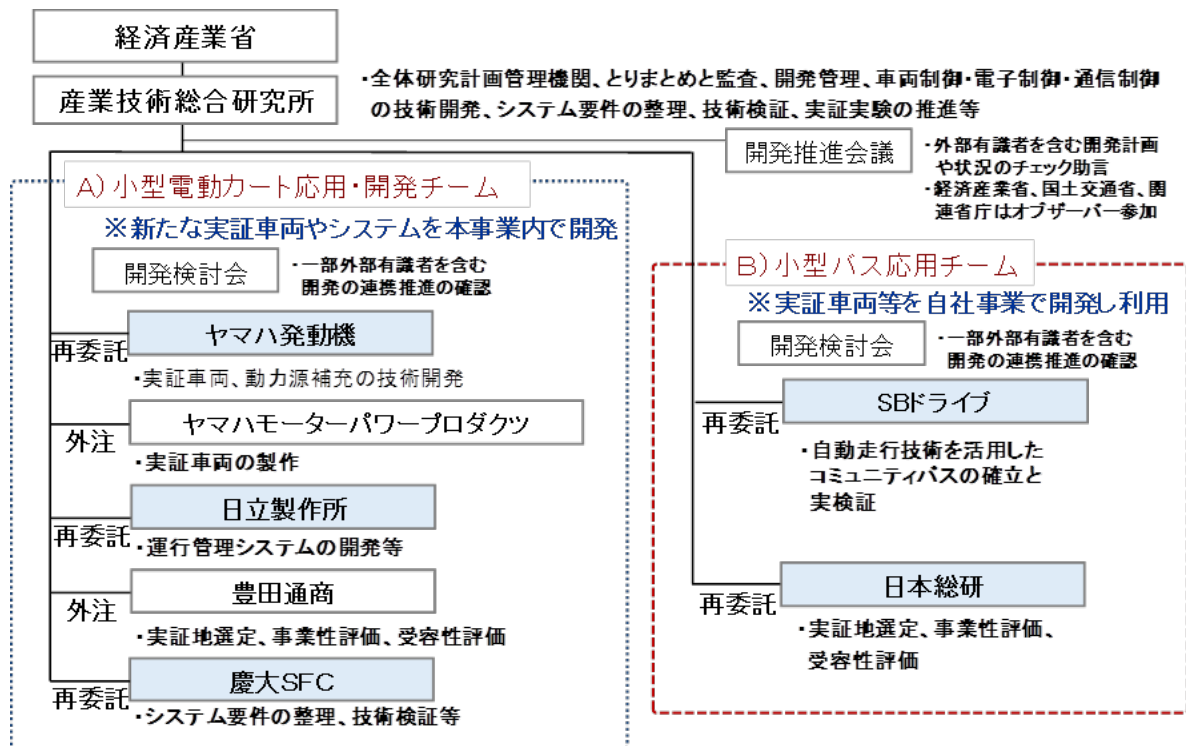 経済産業省
産業技術総合研究所
・全体研究計画管理機関、とりまとめと監査、開発管理、車両制御・電子制御・通信制御
の技術開発、システム要件の整理、技術検証、実証実験の推進等
開発推進会議
・外部有識者を含む開発計画
や状況のチェック助言
・経済産業省、国土交通省、関
連省庁はオブザーバー参加
A）小型電動カート応用・開発チーム
※新たな実証車両やシステムを本事業内で開発
開発検討会
・一部外部有識者を含む
開発の連携推進の確認
ヤマハ発動機
再委託
・実証車両、動力源補充の技術開発
ヤマハモーターパワープロダクツ
外注
・実証車両の製作
日立製作所
再委託
・運行管理システムの開発等
豊田通商
外注
・実証地選定、事業性評価、受容性評価
慶大SFC
再委託
・システム要件の整理、技術検証等
B）小型バス応用チーム
※実証車両等を自社事業で開発し利用
開発検討会
・一部外部有識者を含む
開発の連携推進の確認
SBドライブ
再委託
・自動走行技術を活用した
コミュニティバスの確立と
実検証
日本総研
再委託
・実証地選定、事業性評価、
受容性評価